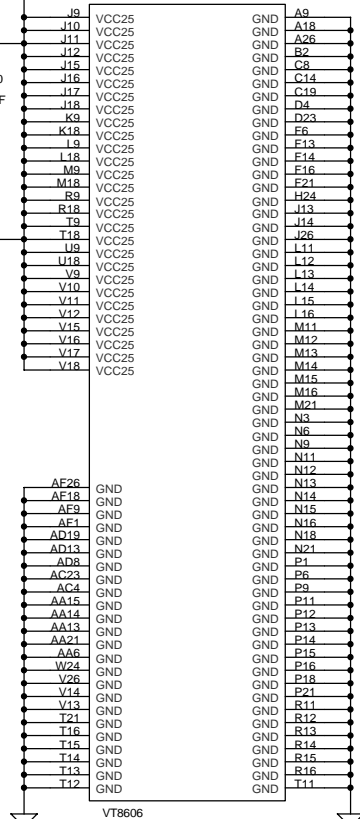 J9 VCC25 GND A9
J10 VCC25 GND A18
J11 VCC25 GND A26
J12 VCC25 GND B2
J15 VCC25 GND C8
0 J16 VCC25 GND C14
J17 VCC25 GND C19
F J18 VCC25 GND D4
K9 VCC25 GND D23
K18 VCC25 GND F6
L9 VCC25 GND F13
L18 VCC25 GND F14
M9 VCC25 GND F16
M18 VCC25 GND F21
R9 VCC25 GND H24
R18 VCC25 GND J13
T9 VCC25 GND J14
T18 VCC25 GND J26
U9 VCC25 GND L11
U18 VCC25 GND L12
V9 VCC25 GND L13
V10 VCC25 GND L14
V11 VCC25 GND L15
V12 VCC25 GND L16
V15 VCC25 GND M11
V16 VCC25 GND M12
V17 VCC25 GND M13
V18 VCC25 GND M14
GND M15
GND M16
GND M21
GND N3
GND N6
GND N9
GND N11
GND N12
AF26 GND GND N13
AF18 GND GND N14
AF9 GND GND N15
AF1 GND GND N16
AD19 GND GND N18
AD13 GND GND N21
AD8 GND GND P1
AC23 GND GND P6
AC4 GND GND P9
AA15 GND GND P11
AA14 GND GND P12
AA13 GND GND P13
AA21 GND GND P14
AA6 GND GND P15
W24 GND GND P16
V26 GND GND P18
V14 GND GND P21
V13 GND GND R11
T21 GND GND R12
T16 GND GND R13
T15 GND GND R14
T14 GND GND R15
T13 GND GND R16
T12 GND GND T11
VT8606